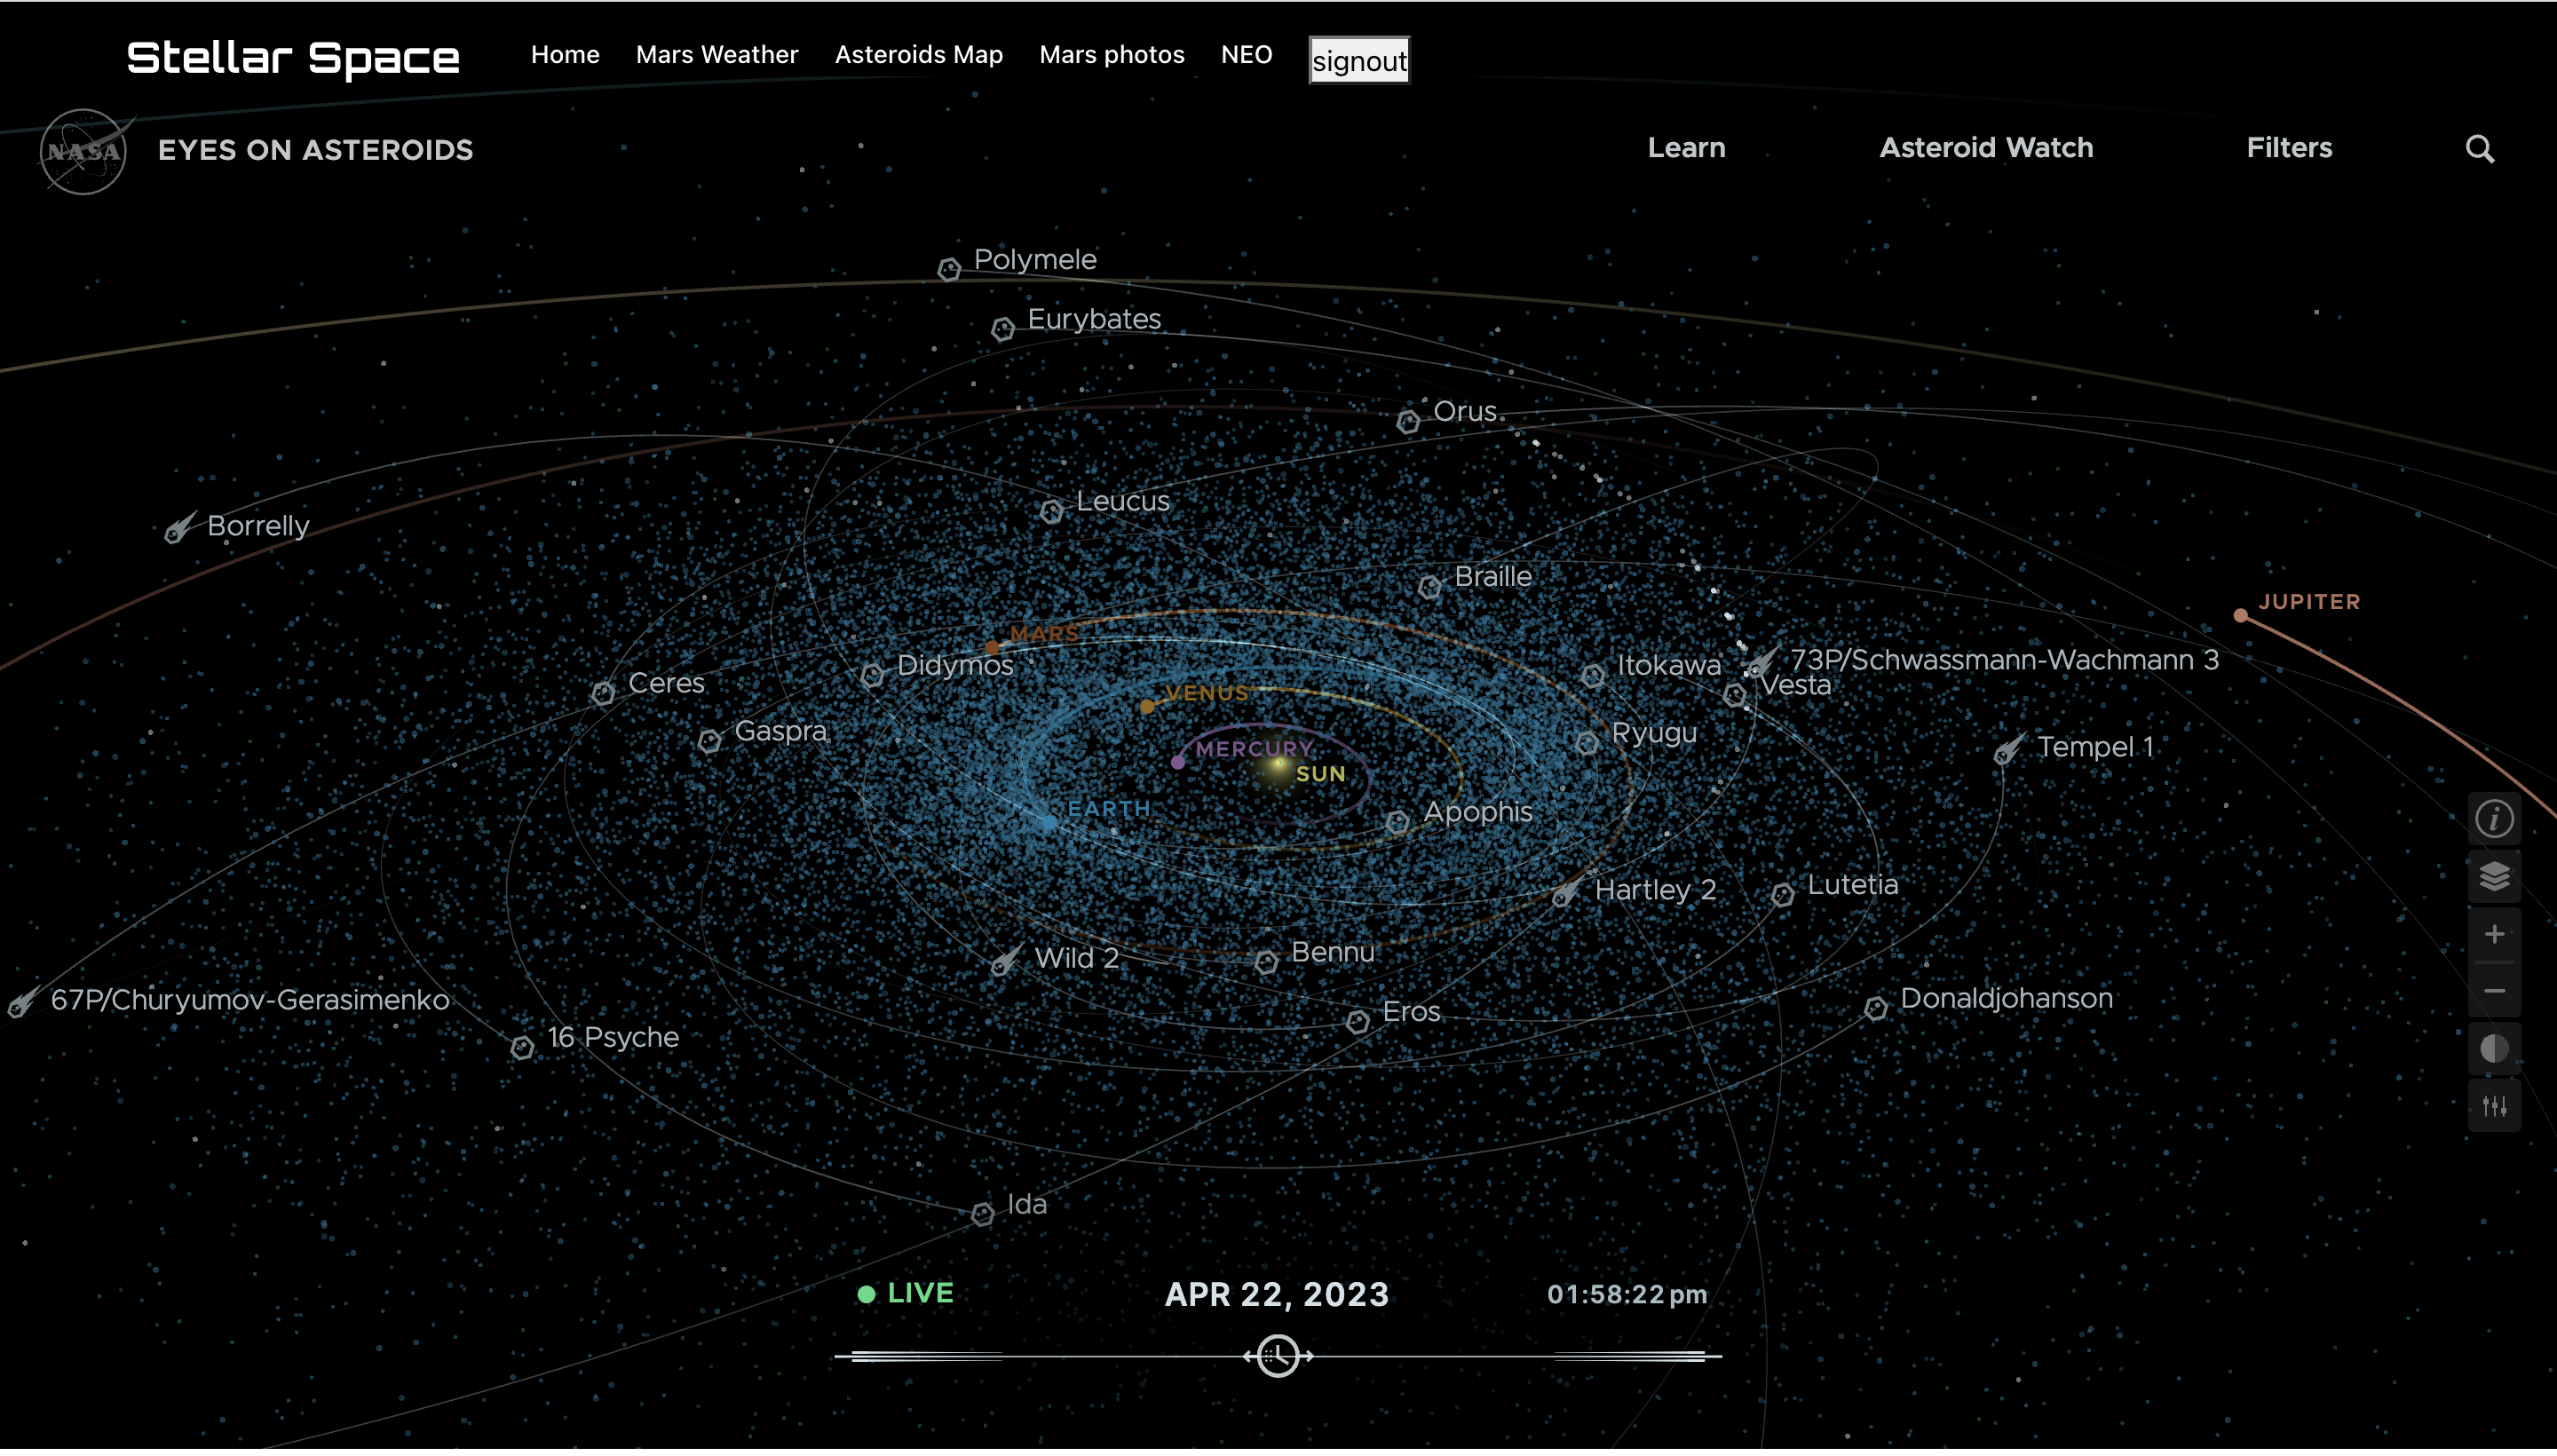 Stellar Space Home Mars Weather Asteroids Map Mars photos NEO signout
NASA EYES ON ASTEROIDS Learn Asteroid Watch Filters
Polymele
Eurybates
Orus
Leucus
Borrelly
Braille
JUPITER
MARS
Didymos
Itokawa
73P/Schwassmann-Wachmann 3
Ceres
Vesta
VENUS
Gaspra
Ryugu
MERCURY
Tempel 1
SUN
EARTH
Apophis
Hartley 2
Lutetia
Wild 2
Bennu
67P/Churyumov-Gerasimenko
Donaldjohanson
Eros
16 Psyche
Ida
LIVE APR 22, 2023 01:58:22 pm